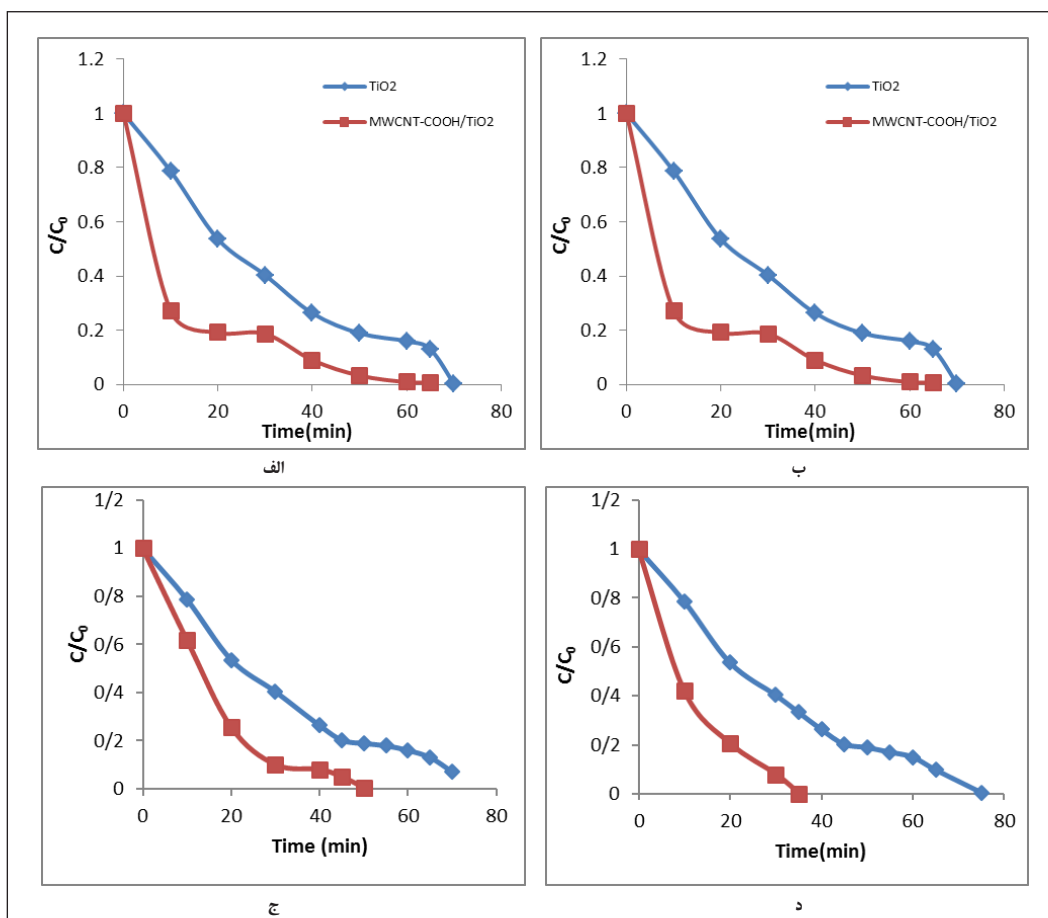 1.2
1
0.8
0.6
0.4
0.2
0
C/C₀
TiO2
MWCNT-COOH/TiO2
0 20 40 60 80
Time(min)
الف
1.2
1
0.8
0.6
0.4
0.2
0
C/C₀
TiO2
MWCNT-COOH/TiO2
0 20 40 60 80
Time(min)
ب
1/2
1
0/8
0/6
0/4
0/2
0
C/C₀
0 20 40 60 80
Time (min)
ج
1/2
1
0/8
0/6
0/4
0/2
0
C/C₀
0 20 40 60 80
Time(min)
د